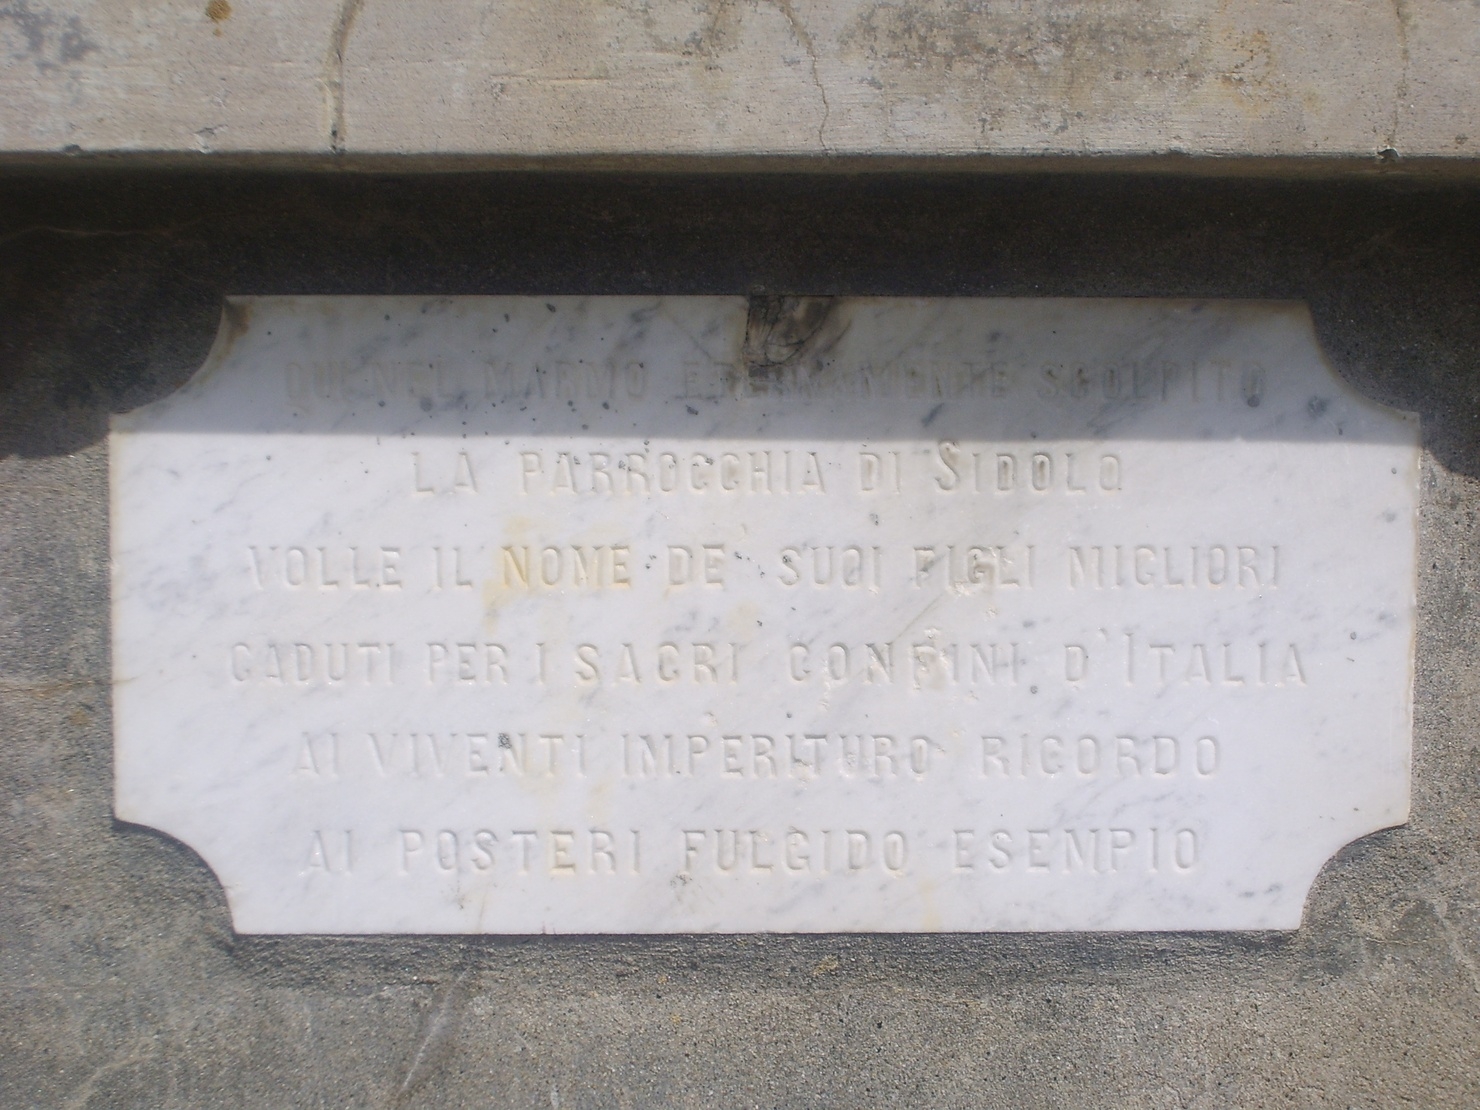 QUI NEL MARMO ETERNAMENTE SCOLPITO
LA PARROCCHIA DI SIDOLO
VOLLE IL NOME DE' SUOI FIGLI MIGLIORI
CADUTI PER I SACRI CONFINI D'ITALIA
AI VIVENTI IMPERITURO RICORDO
AI POSTERI FULGIDO ESEMPIO